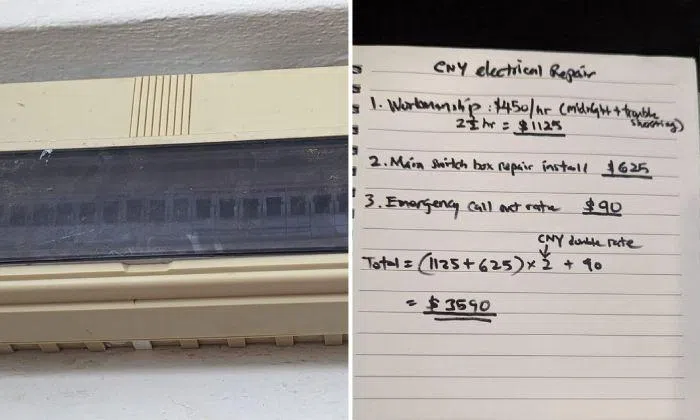 CNY electrical Repair
1. Workmanship : $450/hr (midnight + trouble shooting)
2½ hr = $1125
2. Main switch box repair install $625
3. Emergency call out rate $90
CNY double rate
Total = (1125 + 625) × 2 + 90
= $3590